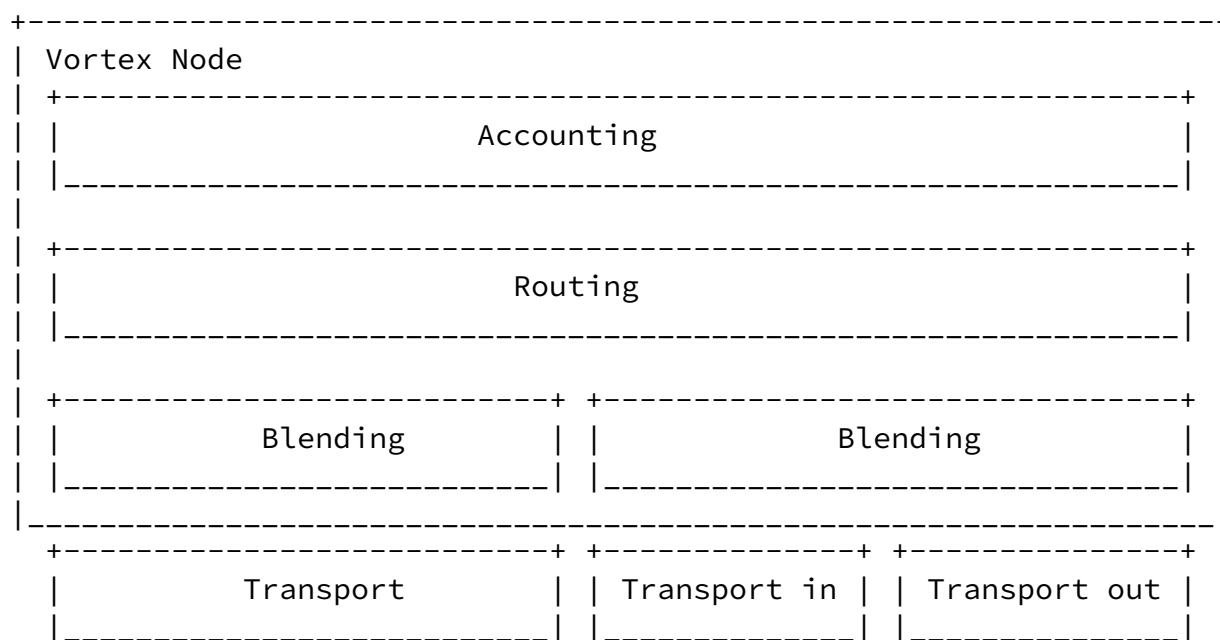 Vortex Node
Accounting
Routing
Blending Blending
Transport Transport in Transport out